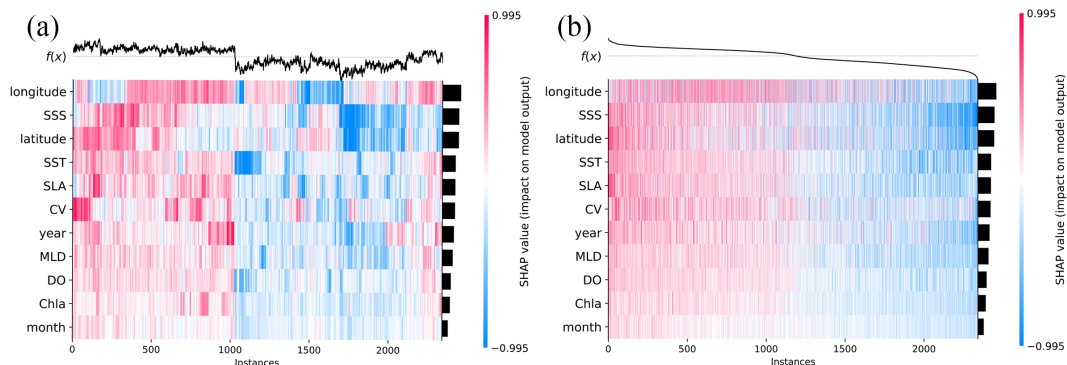 (a)
f(x)
longitude
SSS
latitude
SST
SLA
CV
year
MLD
DO
Chla
month
0 500 1000 1500 2000
Instances
0.995
SHAP value (impact on model output)
−0.995
(b)
f(x)
longitude
SSS
latitude
SST
SLA
CV
year
MLD
DO
Chla
month
0 500 1000 1500 2000
Instances
0.995
SHAP value (impact on model output)
−0.995